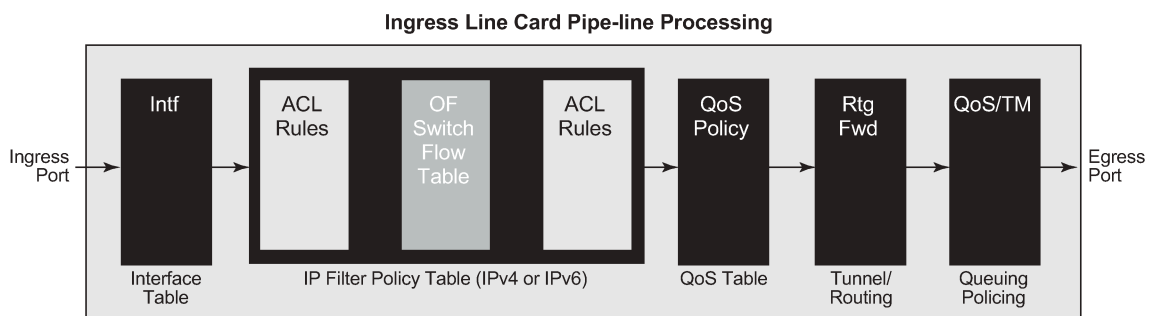 Ingress Line Card Pipe-line Processing
Ingress
Port
Intf
ACL
Rules
OF
Switch
Flow
Table
ACL
Rules
QoS
Policy
Rtg
Fwd
QoS/TM
Egress
Port
Interface
Table
IP Filter Policy Table (IPv4 or IPv6)
QoS Table
Tunnel/
Routing
Queuing
Policing